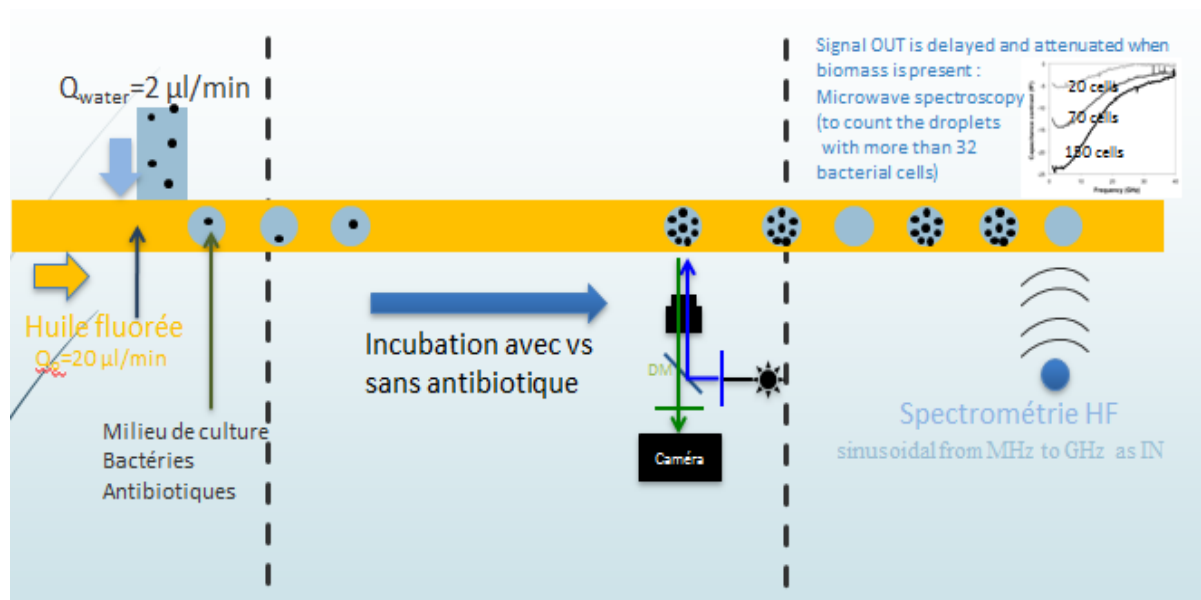 Q_water=2 µl/min
Signal OUT is delayed and attenuated when
biomass is present :
Microwave spectroscopy
(to count the droplets
with more than 32
bacterial cells)
20 cells
70 cells
150 cells
Frequency (GHz)
Huile fluorée
=20 µl/min
Milieu de culture
Bactéries
Antibiotiques
Incubation avec vs
sans antibiotique
DM
Caméra
Spectrométrie HF
sinusoidal from MHz to GHz as IN